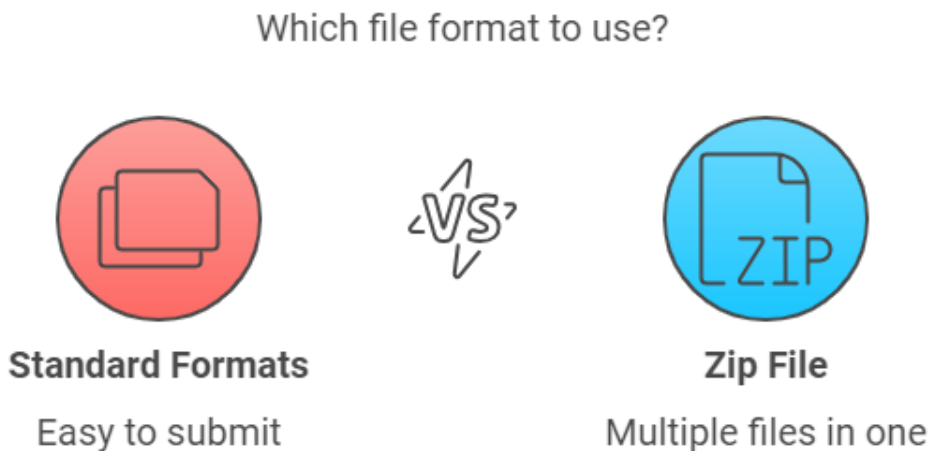 Which file format to use?
VS
ZIP
Standard Formats
Zip File
Easy to submit
Multiple files in one